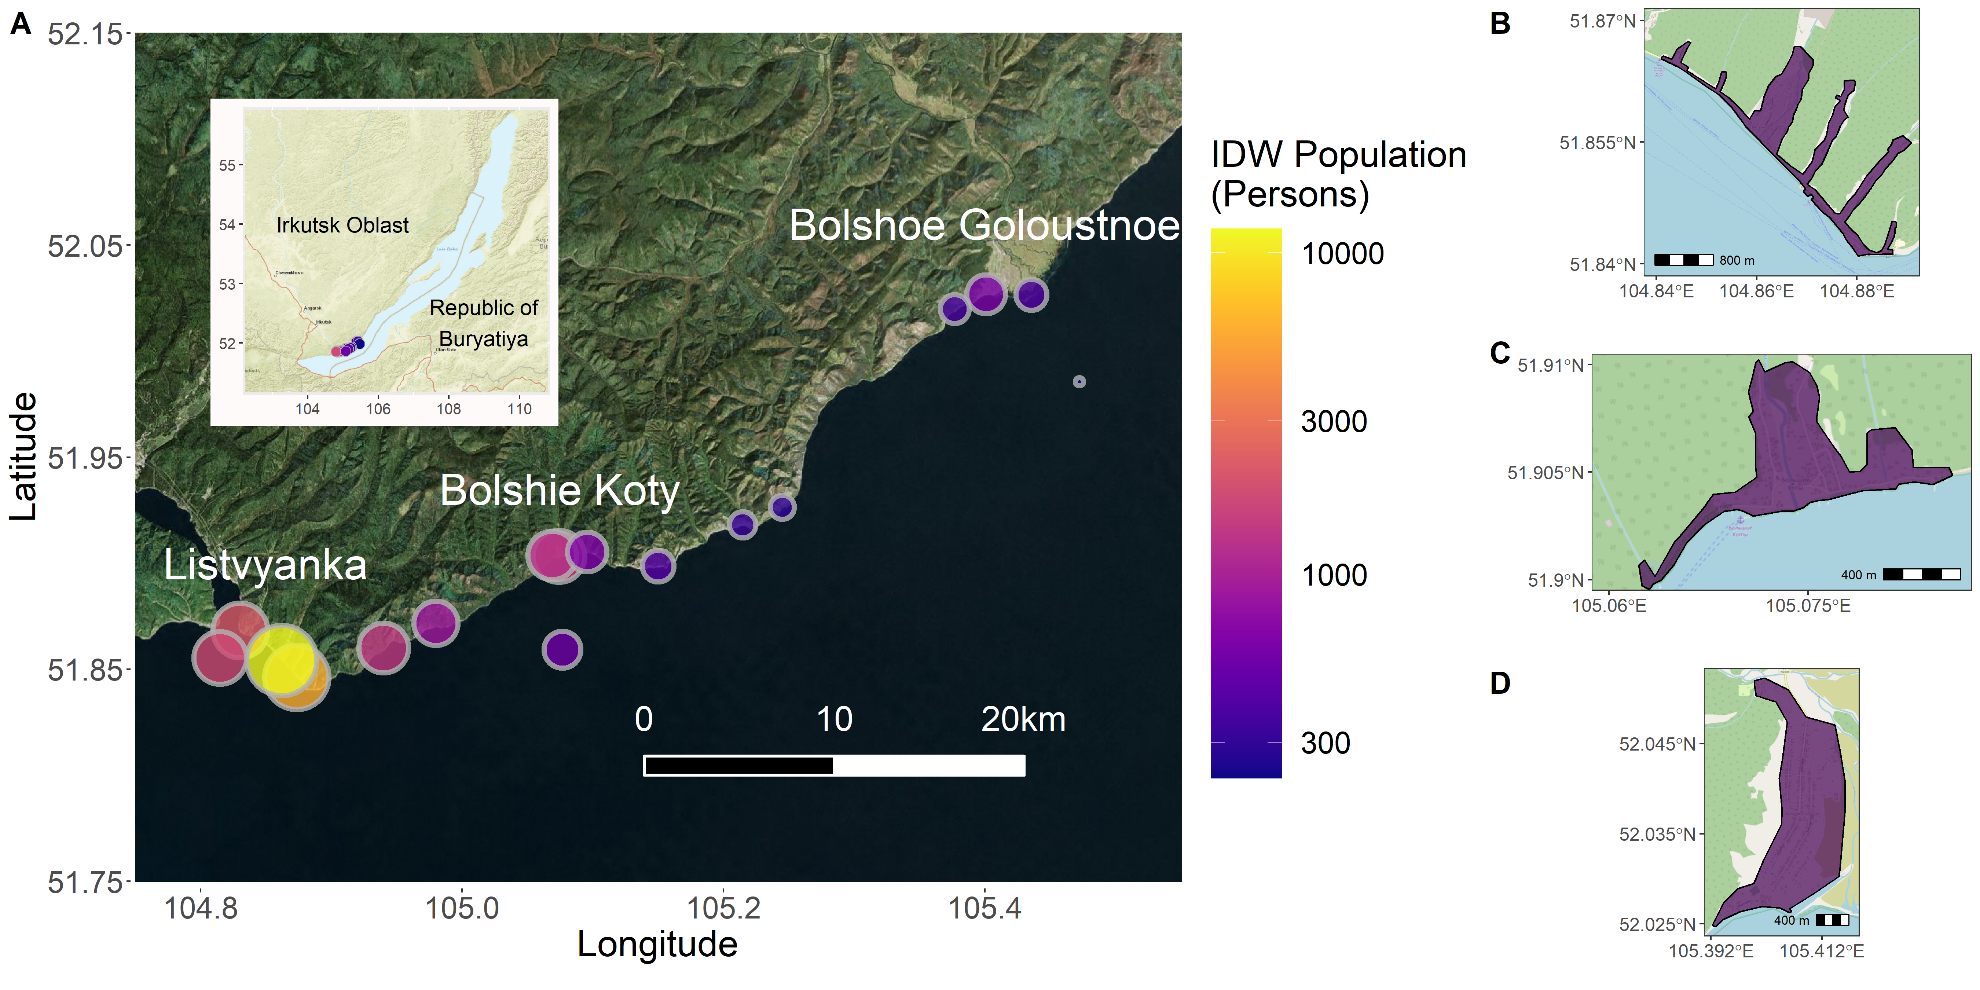 A
52.15
52.05
51.95
51.85
51.75
Latitude
104.8
105.0
105.2
105.4
Longitude
55
54
53
52
104
106
108
110
Irkutsk Oblast
Republic of
Buryatiya
Angarsk
Irkutsk
Bolshoe Goloustnoe
Bolshie Koty
Listvyanka
0 10 20km
IDW Population
(Persons)
10000
3000
1000
300
B
51.87°N
51.855°N
51.84°N
800 m
104.84°E 104.86°E 104.88°E
C
51.91°N
51.905°N
51.9°N
400 m
105.06°E 105.075°E
D
52.045°N
52.035°N
52.025°N
400 m
105.392°E 105.412°E